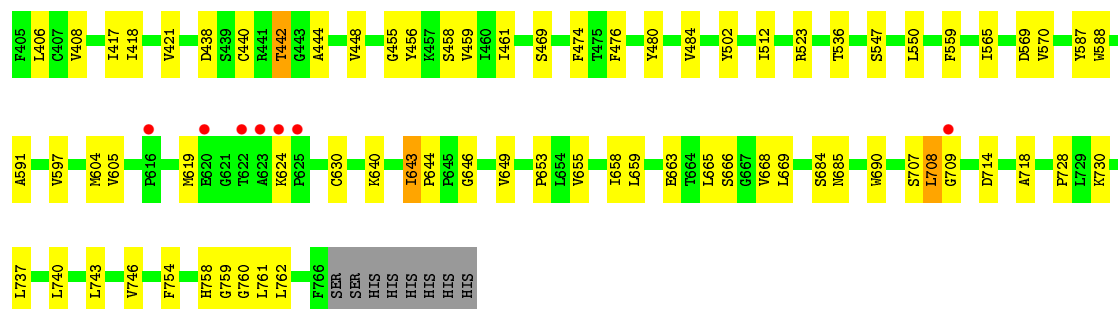 F405 L406 C407 V408 I417 I418 V421 D438 S439 C440 R441 T442 G443 A444 V448 G455 Y456 K457 S458 V459 I460 I461 S469 F474 T475 F476 Y480 V484 Y502 I512 R523 T536 S547 L550 F559 I565 D569 V570 Y587 W588
A591 V597 M604 V605 P616 M619 E620 G621 T622 A623 K624 P625 C630 K640 I643 P644 P645 G646 V649 P653 L654 V655 I658 L659 E663 T664 L665 S666 G667 V668 L669 S684 N685 W690 S707 L708 G709 D714 A718 P728 L729 K730
L737 L740 L743 V746 F754 H758 G759 G760 L761 L762 F766 SER SER HIS HIS HIS HIS HIS HIS